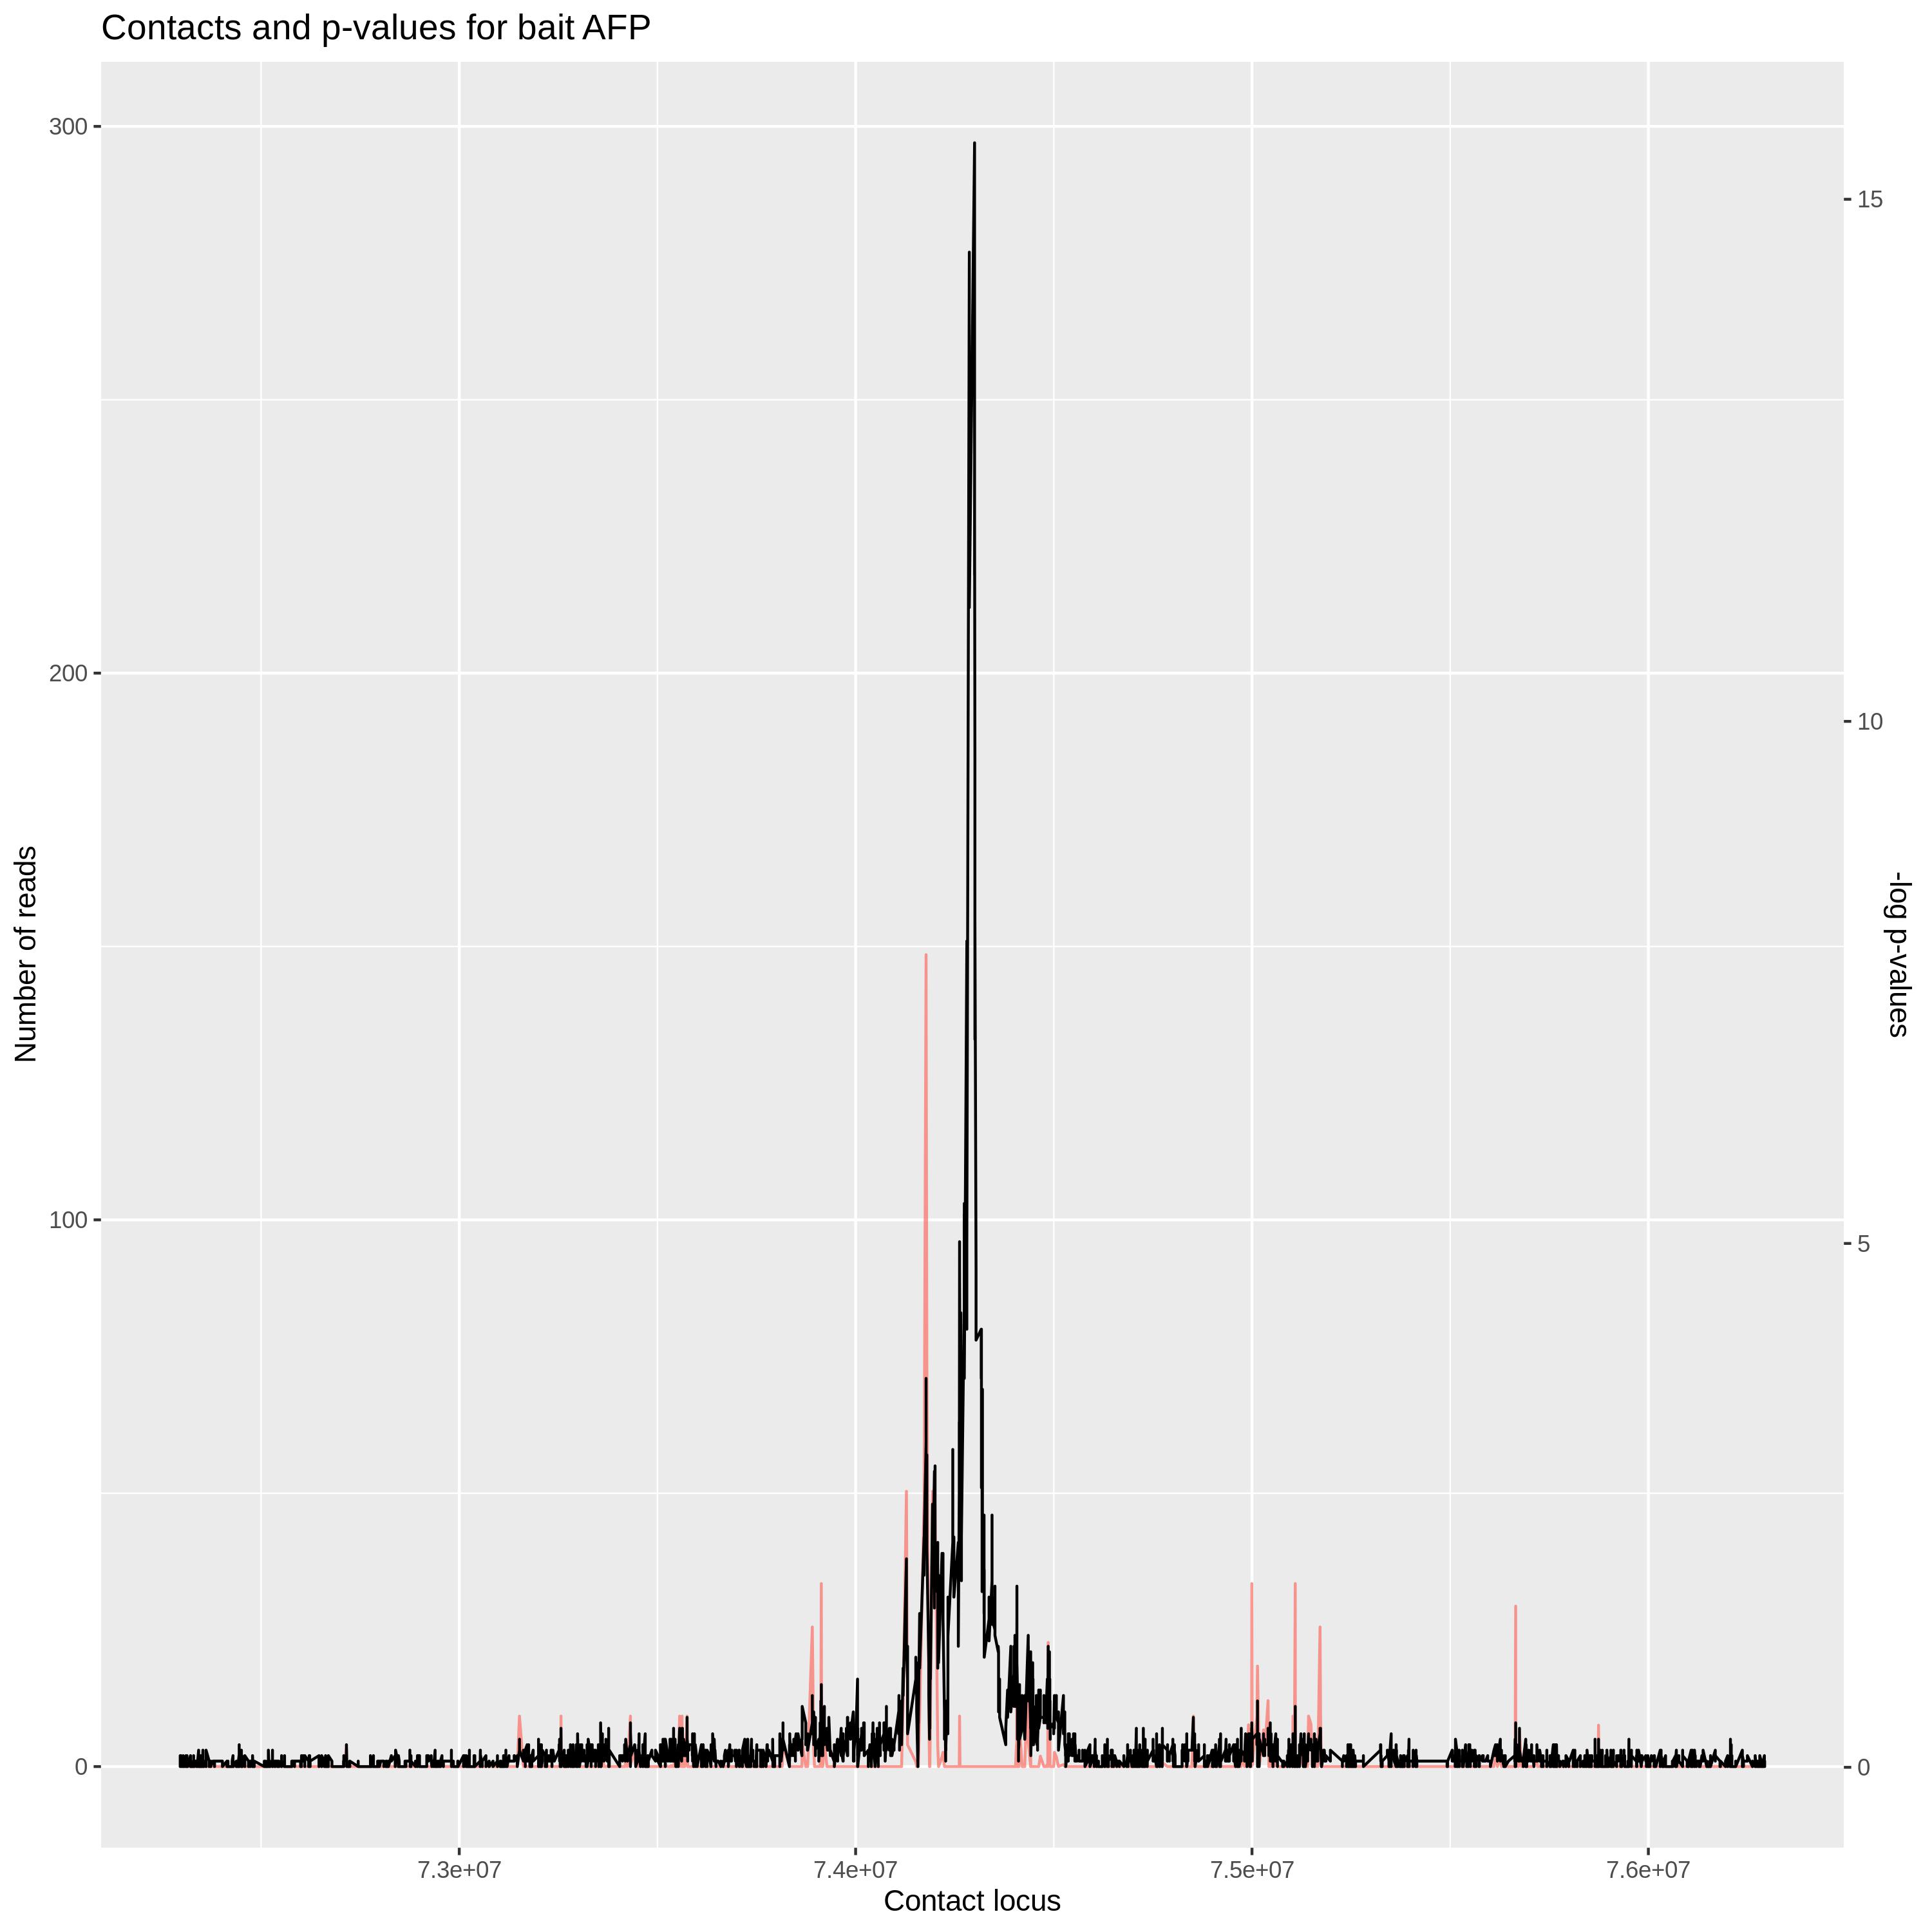 Contacts and p-values for bait AFP
300
200
100
0
Number of reads
15
10
5
0
-log p-values
7.3e+07
7.4e+07
7.5e+07
7.6e+07
Contact locus